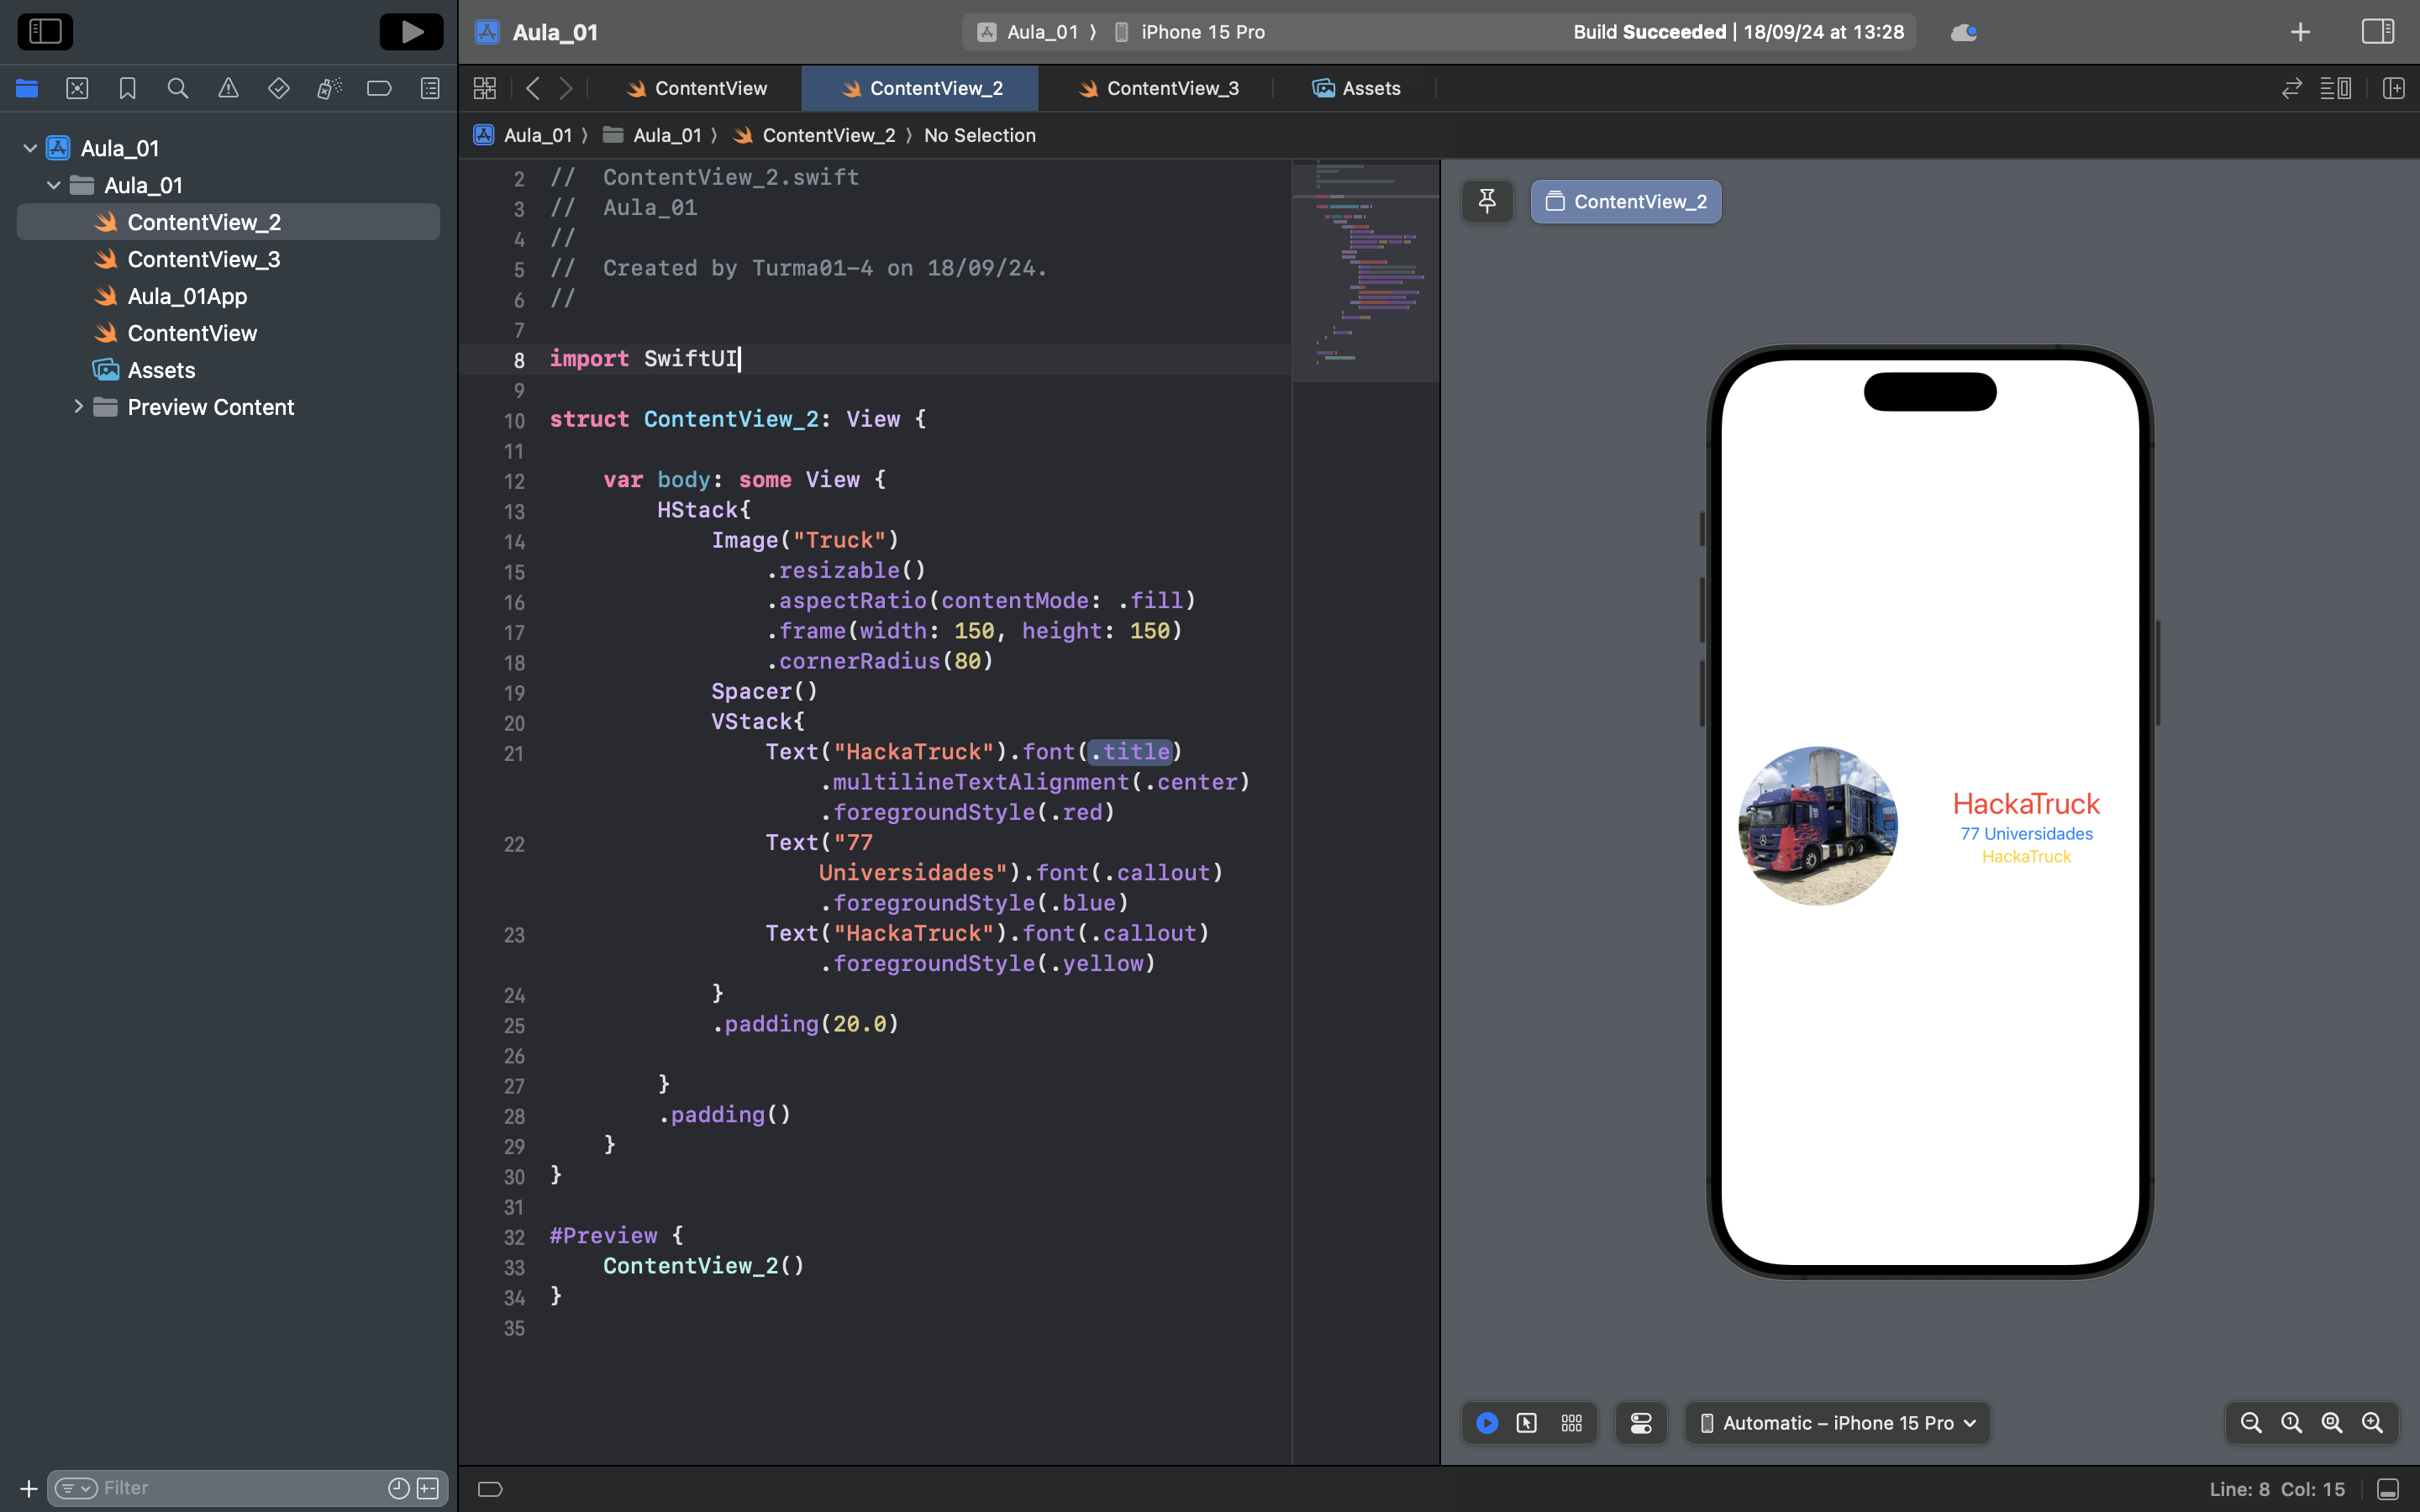 Aula_01
Aula_01 ⟩ iPhone 15 Pro
Build Succeeded | 18/09/24 at 13:28
ContentView
ContentView_2
ContentView_3
Assets
Aula_01 ⟩ Aula_01 ⟩ ContentView_2 ⟩ No Selection
Aula_01
Aula_01
ContentView_2
ContentView_3
Aula_01App
ContentView
Assets
Preview Content
Filter
2 //  ContentView_2.swift
3 //  Aula_01
4 //
5 //  Created by Turma01-4 on 18/09/24.
6 //
7
8 import SwiftUI
9
10 struct ContentView_2: View {
11
12     var body: some View {
13         HStack{
14             Image("Truck")
15                 .resizable()
16                 .aspectRatio(contentMode: .fill)
17                 .frame(width: 150, height: 150)
18                 .cornerRadius(80)
19             Spacer()
20             VStack{
21                 Text("HackaTruck").font(.title)
                    .multilineTextAlignment(.center)
                    .foregroundStyle(.red)
22                 Text("77
                    Universidades").font(.callout)
                    .foregroundStyle(.blue)
23                 Text("HackaTruck").font(.callout)
                    .foregroundStyle(.yellow)
24             }
25             .padding(20.0)
26
27         }
28         .padding()
29     }
30 }
31
32 #Preview {
33     ContentView_2()
34 }
35
ContentView_2
HackaTruck
77 Universidades
HackaTruck
Automatic – iPhone 15 Pro
Line: 8 Col: 15